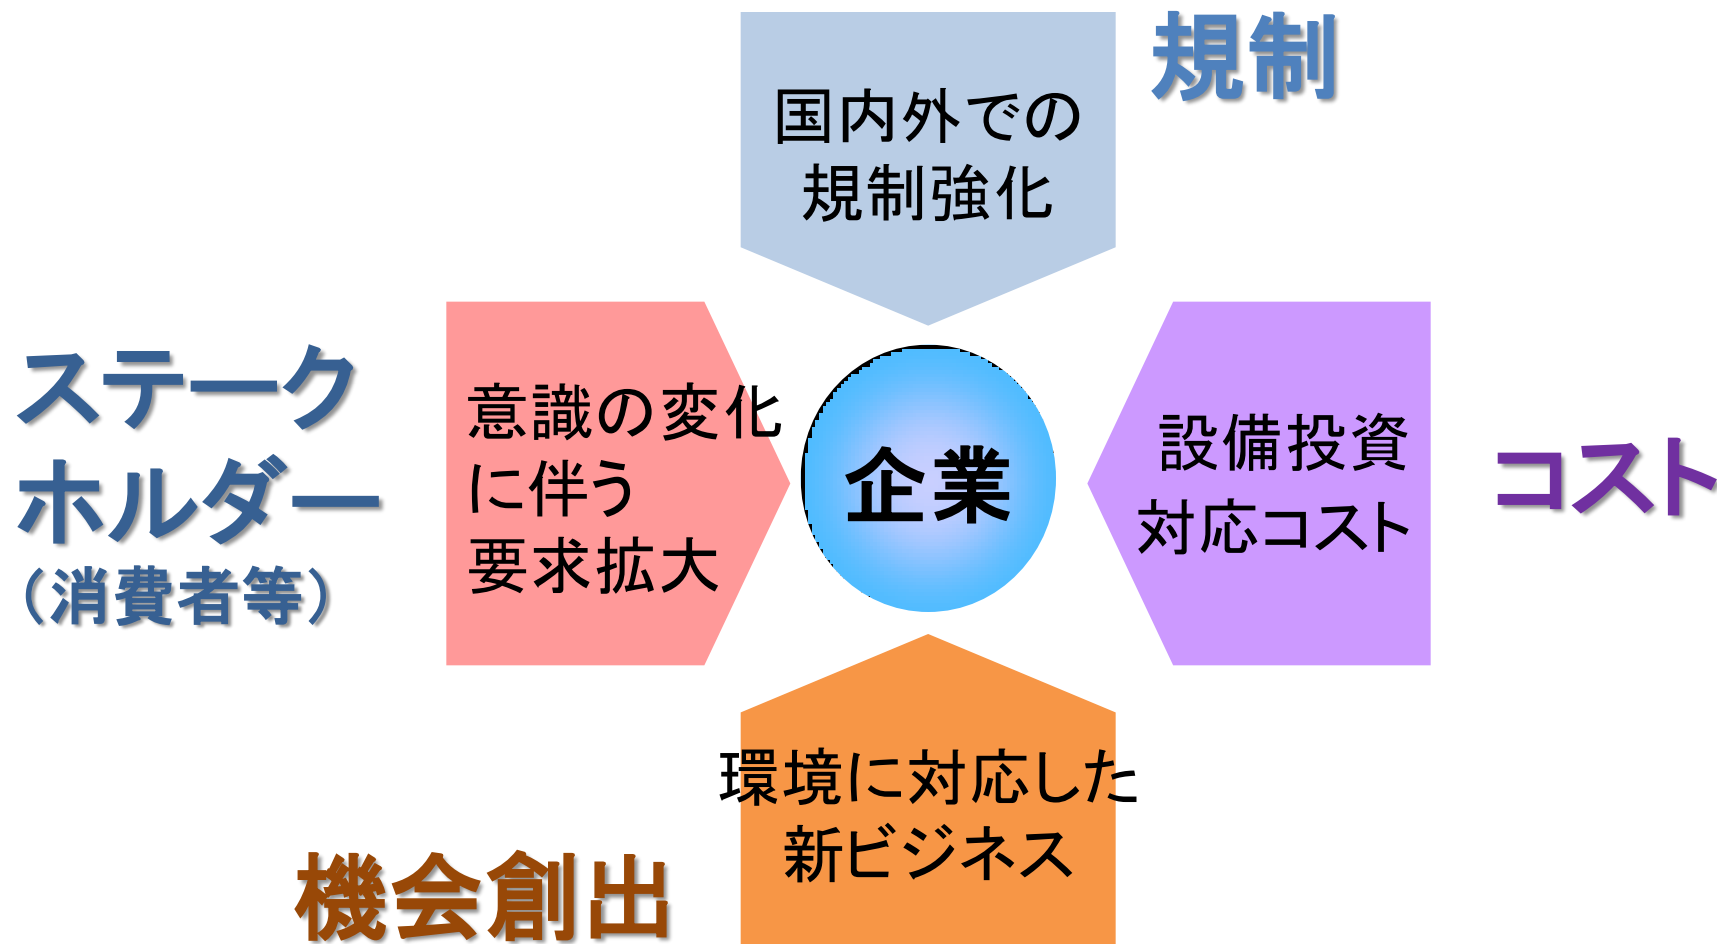 規制
国内外での
規制強化
ステーク
ホルダー
（消費者等）
意識の変化
に伴う
要求拡大
企業
設備投資
対応コスト
コスト
環境に対応した
新ビジネス
機会創出